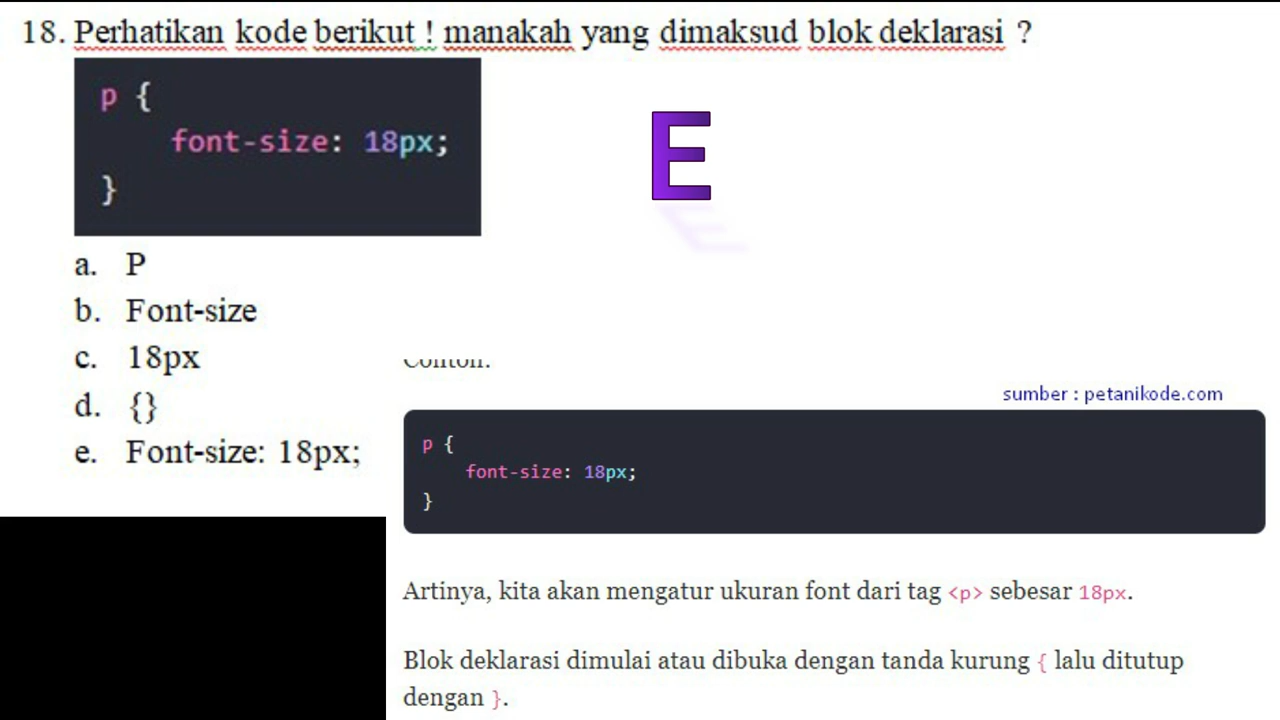 18. Perhatikan kode berikut ! manakah yang dimaksud blok deklarasi ?
p {
font-size: 18px;
}
E
a. P
b. Font-size
c. 18px
d. {}
e. Font-size: 18px;
Contoh:
sumber : petanikode.com
p {
font-size: 18px;
}
Artinya, kita akan mengatur ukuran font dari tag <p> sebesar 18px.
Blok deklarasi dimulai atau dibuka dengan tanda kurung { lalu ditutup
dengan }.